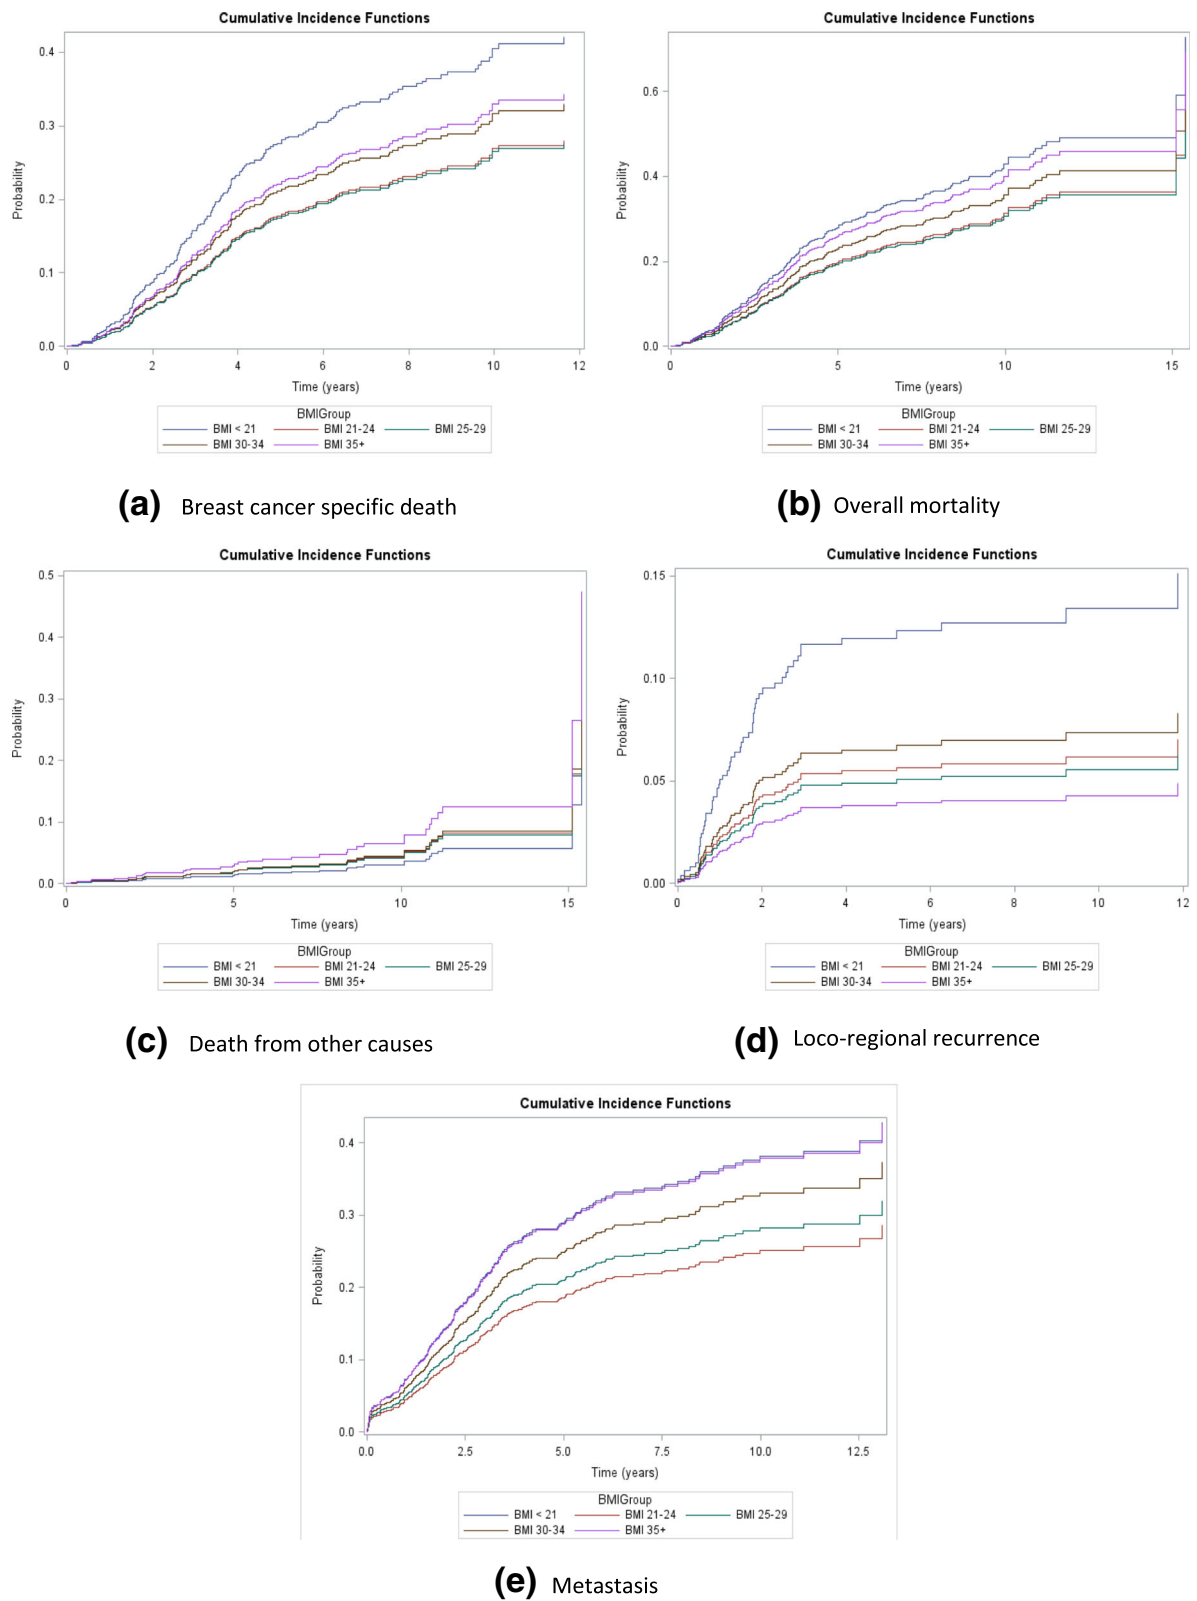 Cumulative Incidence Functions
Probability
0.4
0.3
0.2
0.1
0.0
0 2 4 6 8 10 12
Time (years)
BMIGroup
BMI < 21 BMI 21-24 BMI 25-29
BMI 30-34 BMI 35+
(a) Breast cancer specific death
Cumulative Incidence Functions
Probability
0.6
0.4
0.2
0.0
0 5 10 15
Time (years)
BMIGroup
BMI < 21 BMI 21-24 BMI 25-29
BMI 30-34 BMI 35+
(b) Overall mortality
Cumulative Incidence Functions
Probability
0.5
0.4
0.3
0.2
0.1
0.0
0 5 10 15
Time (years)
BMIGroup
BMI < 21 BMI 21-24 BMI 25-29
BMI 30-34 BMI 35+
(c) Death from other causes
Cumulative Incidence Functions
Probability
0.15
0.10
0.05
0.00
0 2 4 6 8 10 12
Time (years)
BMIGroup
BMI < 21 BMI 21-24 BMI 25-29
BMI 30-34 BMI 35+
(d) Loco-regional recurrence
Cumulative Incidence Functions
Probability
0.4
0.3
0.2
0.1
0.0
0.0 2.5 5.0 7.5 10.0 12.5
Time (years)
BMIGroup
BMI < 21 BMI 21-24 BMI 25-29
BMI 30-34 BMI 35+
(e) Metastasis